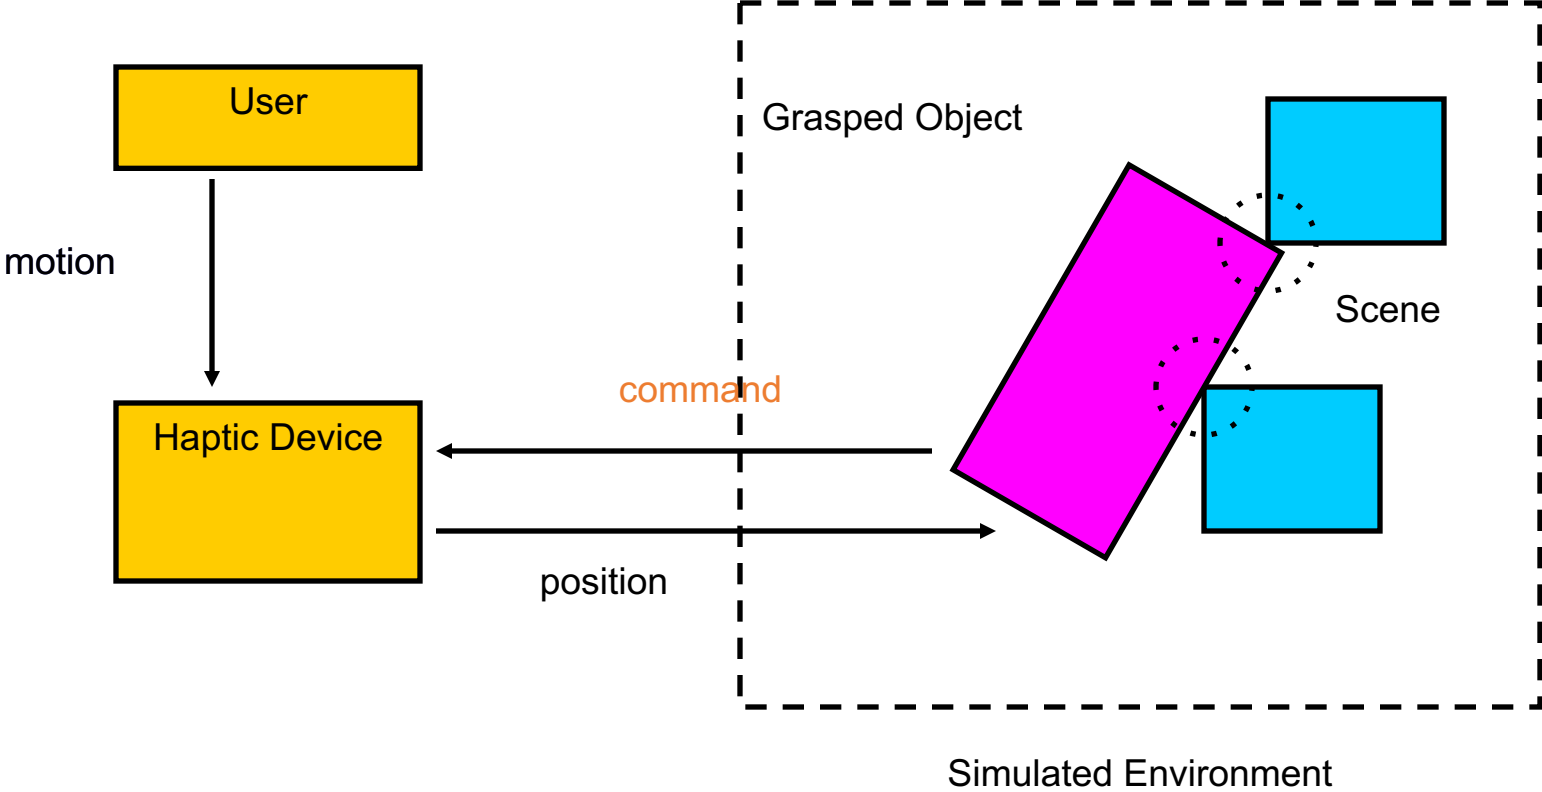 User
Grasped Object
motion
Scene
command
Haptic Device
position
Simulated Environment